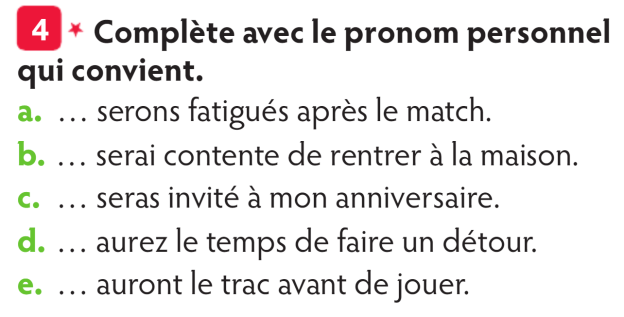 4 * Complète avec le pronom personnel
qui convient.
a. … serons fatigués après le match.
b. … serai contente de rentrer à la maison.
c. … seras invité à mon anniversaire.
d. … aurez le temps de faire un détour.
e. … auront le trac avant de jouer.